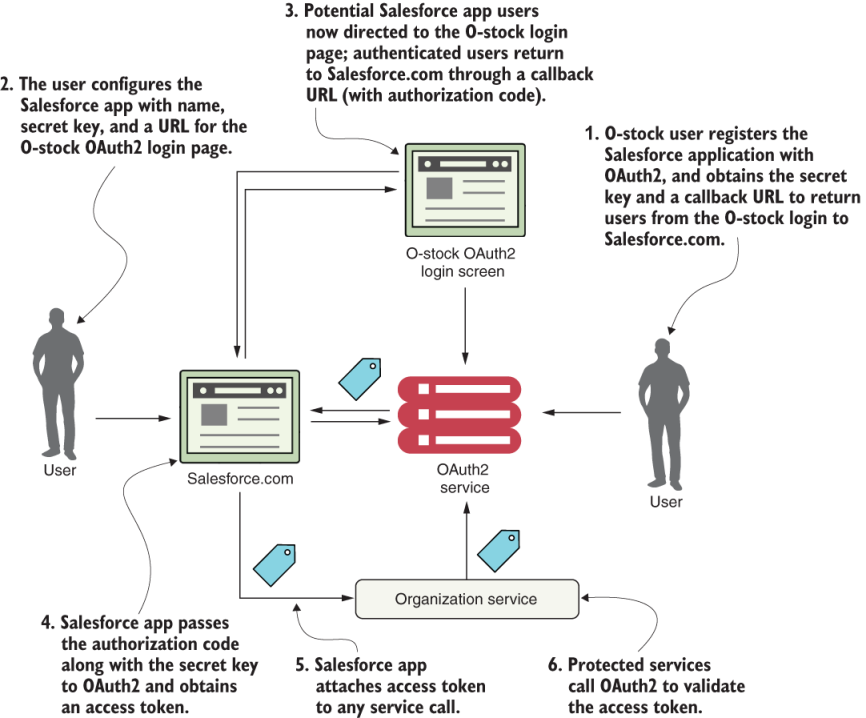 3. Potential Salesforce app users
now directed to the O-stock login
page; authenticated users return
to Salesforce.com through a callback
URL (with authorization code).
2. The user configures the
Salesforce app with name,
secret key, and a URL for the
O-stock OAuth2 login page.
1. O-stock user registers the
Salesforce application with
OAuth2, and obtains the secret
key and a callback URL to return
users from the O-stock login to
Salesforce.com.
O-stock OAuth2
login screen
User
Salesforce.com
OAuth2
service
User
Organization service
4. Salesforce app passes
the authorization code
along with the secret key
to OAuth2 and obtains
an access token.
5. Salesforce app
attaches access token
to any service call.
6. Protected services
call OAuth2 to validate
the access token.